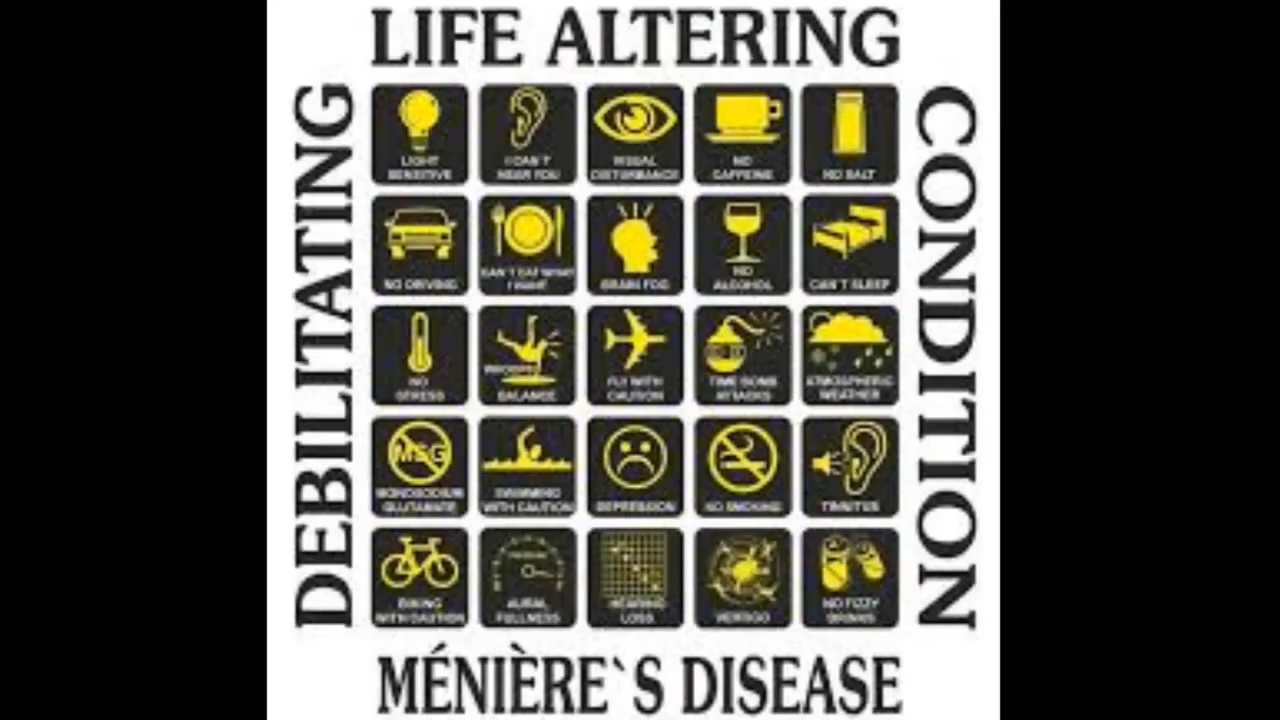 LIFE ALTERING
DEBILITATING
CONDITION
LIGHT
SENSITIVE
I CAN'T
HEAR YOU
VISUAL
DISTURBANCE
NO
CAFFEINE
NO SALT
NO DRIVING
CAN'T EAT WHAT
I WANT
BRAIN FOG
NO
ALCOHOL
CAN'T SLEEP
NO
STRESS
BALANCE
FLY WITH
CAUTION
TIME BOMB
ATTACKS
ATMOSPHERIC
WEATHER
MSG
MONOSODIUM
GLUTAMATE
SWIMMING
WITH CAUTION
DEPRESSION
NO SMOKING
TINNITUS
BIKING
WITH CAUTION
AURAL
FULLNESS
HEARING
LOSS
VERTIGO
NO FIZZY
DRINKS
MÉNIÈRE`S DISEASE